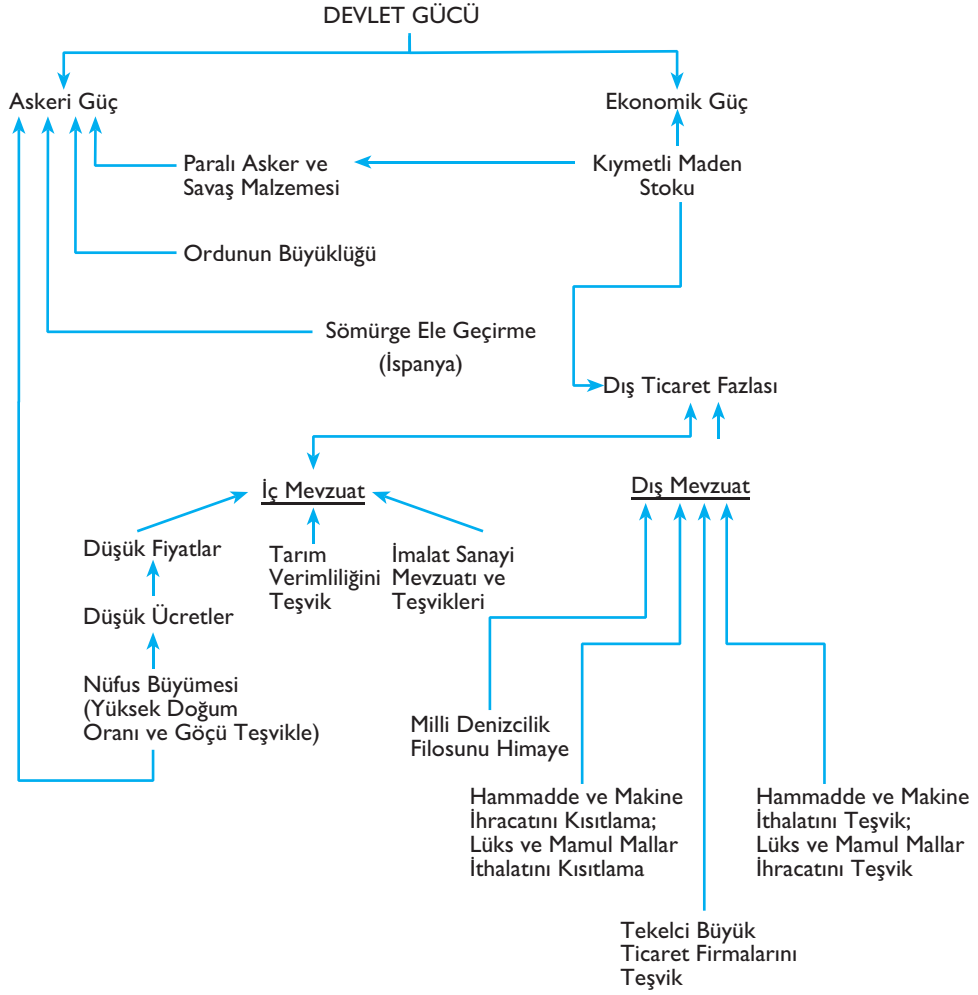 DEVLET GÜCÜ
Askeri Güç
Ekonomik Güç
Paralı Asker ve
Savaş Malzemesi
Kıymetli Maden
Stoku
Ordunun Büyüklüğü
Sömürge Ele Geçirme
(İspanya)
Dış Ticaret Fazlası
İç Mevzuat
Dış Mevzuat
Düşük Fiyatlar
Tarım
Verimliliğini
Teşvik
İmalat Sanayi
Mevzuatı ve
Teşvikleri
Düşük Ücretler
Nüfus Büyümesi
(Yüksek Doğum
Oranı ve Göçü Teşvikle)
Milli Denizcilik
Filosunu Himaye
Hammadde ve Makine
İhracatını Kısıtlama;
Lüks ve Mamul Mallar
İthalatını Kısıtlama
Hammadde ve Makine
İthalatını Teşvik;
Lüks ve Mamul Mallar
İhracatını Teşvik
Tekelci Büyük
Ticaret Firmalarını
Teşvik